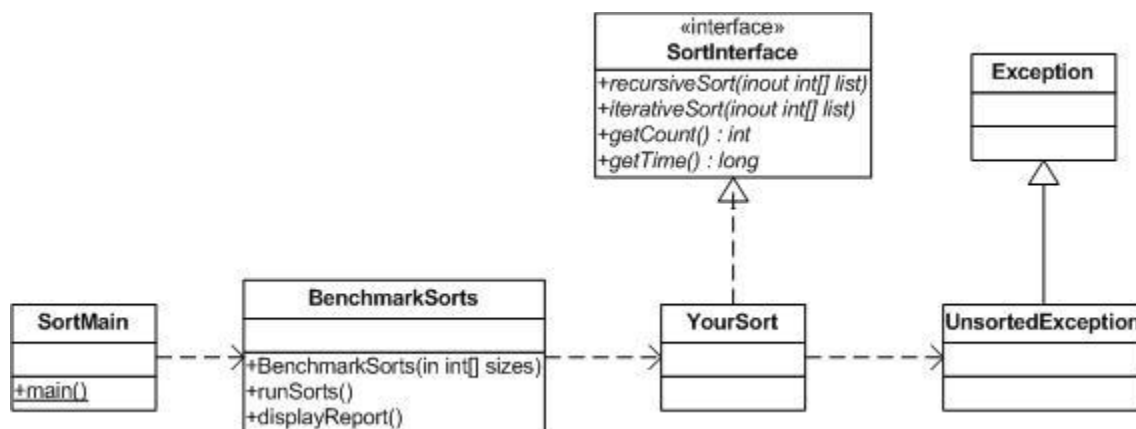 «interface»
SortInterface
+recursiveSort(inout int[] list)
+iterativeSort(inout int[] list)
+getCount() : int
+getTime() : long
Exception
SortMain
+main()
BenchmarkSorts
+BenchmarkSorts(in int[] sizes)
+runSorts()
+displayReport()
YourSort
UnsortedException